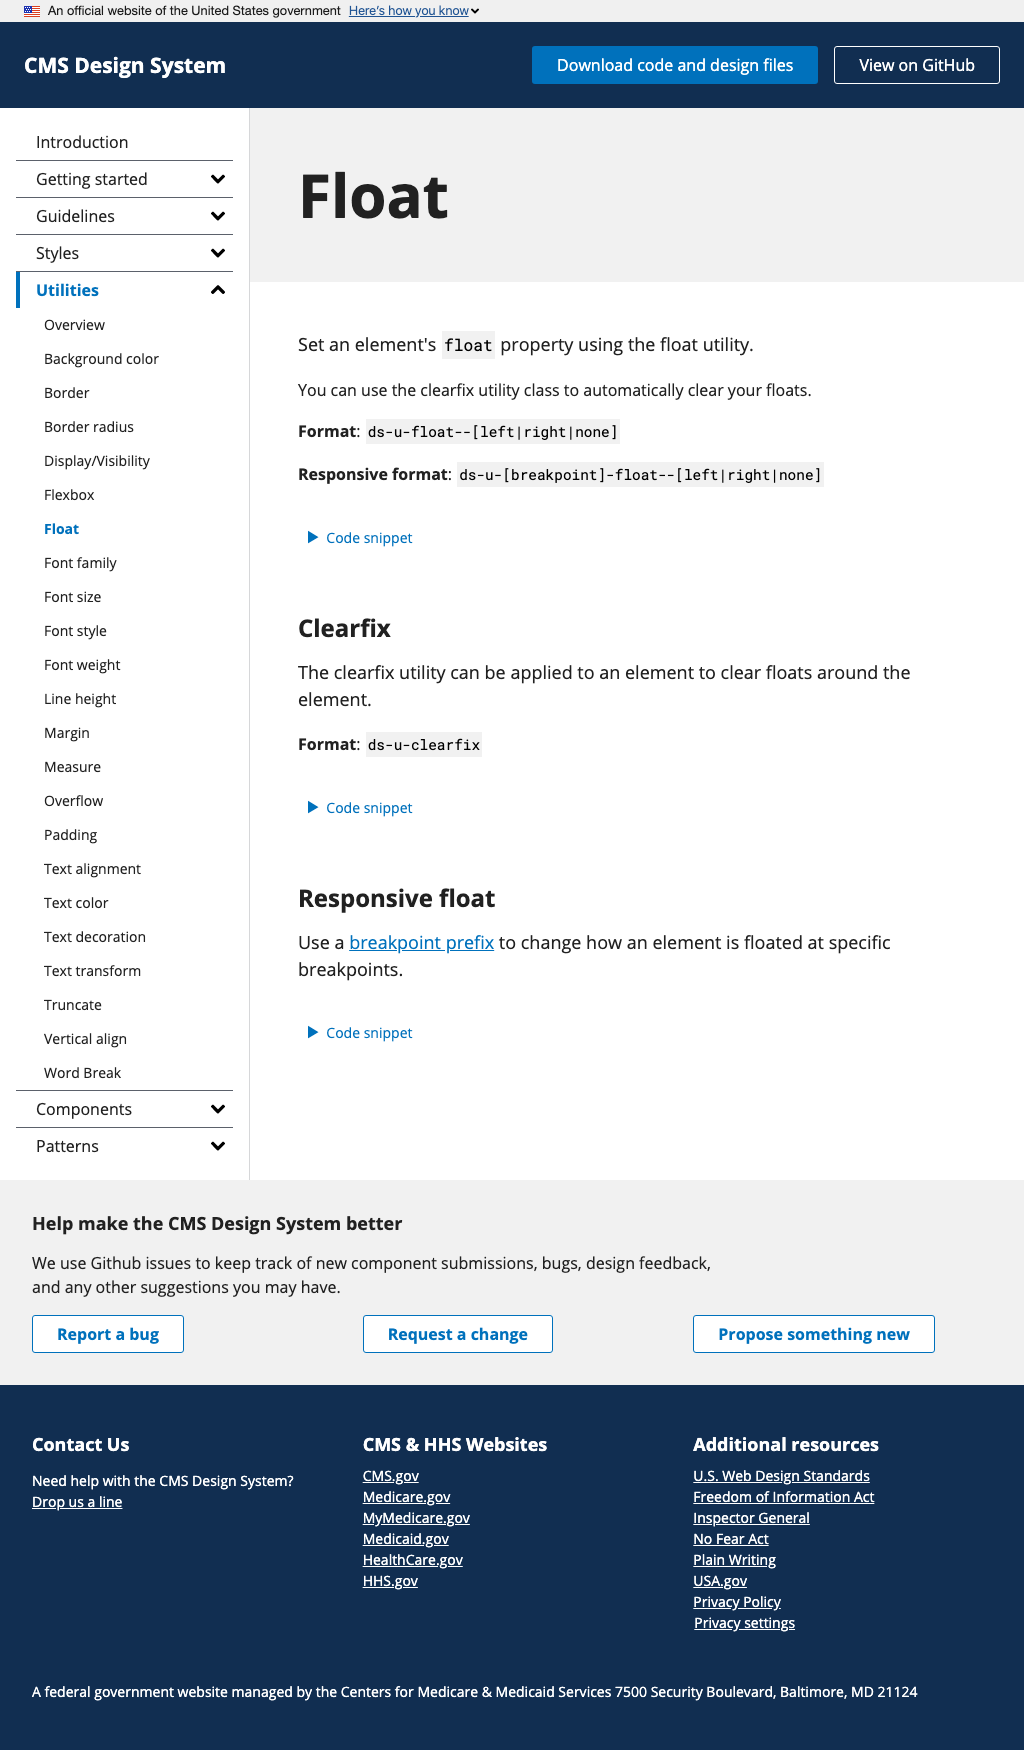 An official website of the United States government Here's how you know
CMS Design System
Download code and design files
View on GitHub
Introduction
Getting started
Guidelines
Styles
Utilities
Overview
Background color
Border
Border radius
Display/Visibility
Flexbox
Float
Font family
Font size
Font style
Font weight
Line height
Margin
Measure
Overflow
Padding
Text alignment
Text color
Text decoration
Text transform
Truncate
Vertical align
Word Break
Components
Patterns
Float
Set an element's float property using the float utility.
You can use the clearfix utility class to automatically clear your floats.
Format: ds-u-float--[left|right|none]
Responsive format: ds-u-[breakpoint]-float--[left|right|none]
Code snippet
Clearfix
The clearfix utility can be applied to an element to clear floats around the
element.
Format: ds-u-clearfix
Code snippet
Responsive float
Use a breakpoint prefix to change how an element is floated at specific
breakpoints.
Code snippet
Help make the CMS Design System better
We use Github issues to keep track of new component submissions, bugs, design feedback,
and any other suggestions you may have.
Report a bug
Request a change
Propose something new
Contact Us
Need help with the CMS Design System?
Drop us a line
CMS & HHS Websites
CMS.gov
Medicare.gov
MyMedicare.gov
Medicaid.gov
HealthCare.gov
HHS.gov
Additional resources
U.S. Web Design Standards
Freedom of Information Act
Inspector General
No Fear Act
Plain Writing
USA.gov
Privacy Policy
Privacy settings
A federal government website managed by the Centers for Medicare & Medicaid Services 7500 Security Boulevard, Baltimore, MD 21124